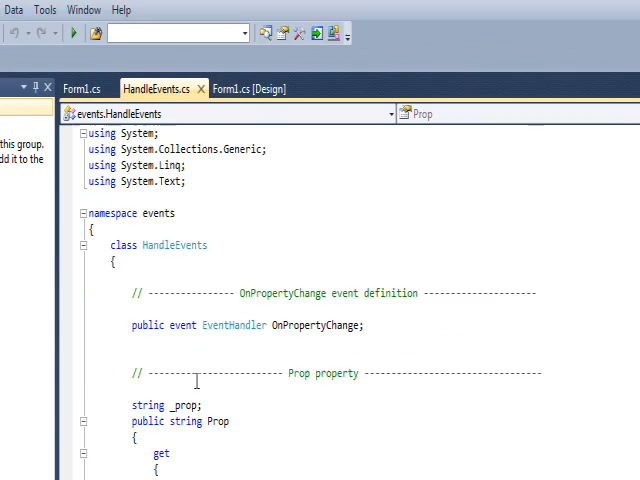 Data Tools Window Help
Form1.cs HandleEvents.cs X Form1.cs [Design]
events.HandleEvents Prop
this group.
dd it to the
using System;
using System.Collections.Generic;
using System.Linq;
using System.Text;
namespace events
{
class HandleEvents
{
// ---------------- OnPropertyChange event definition ---------------------
public event EventHandler OnPropertyChange;
// ------------------------- Prop property ---------------------------------
string _prop;
public string Prop
{
get
{